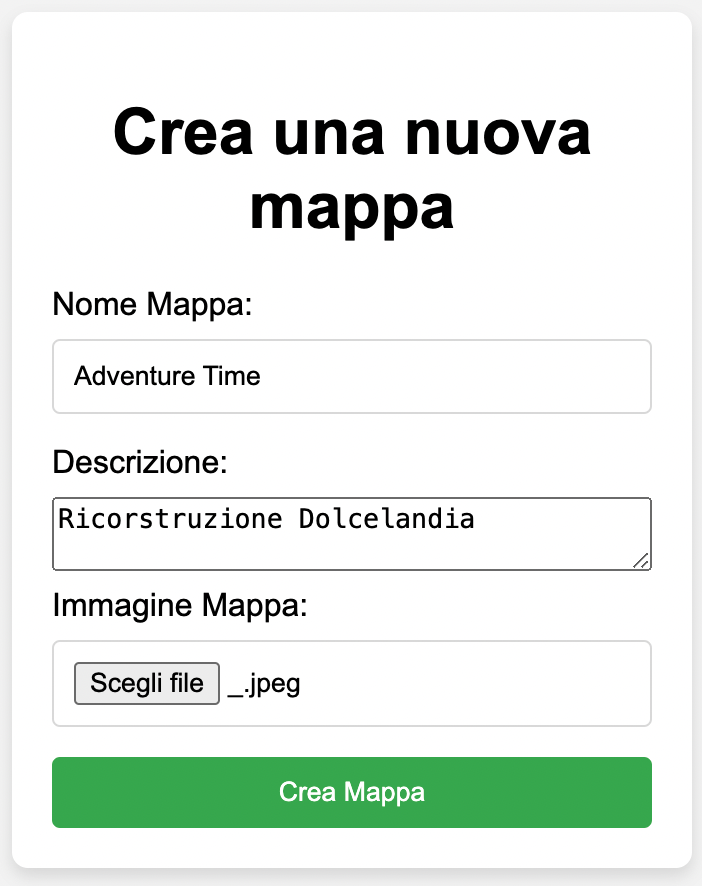 Crea una nuova
mappa
Nome Mappa:
Adventure Time
Descrizione:
Ricorstruzione Dolcelandia
Immagine Mappa:
Scegli file _.jpeg
Crea Mappa